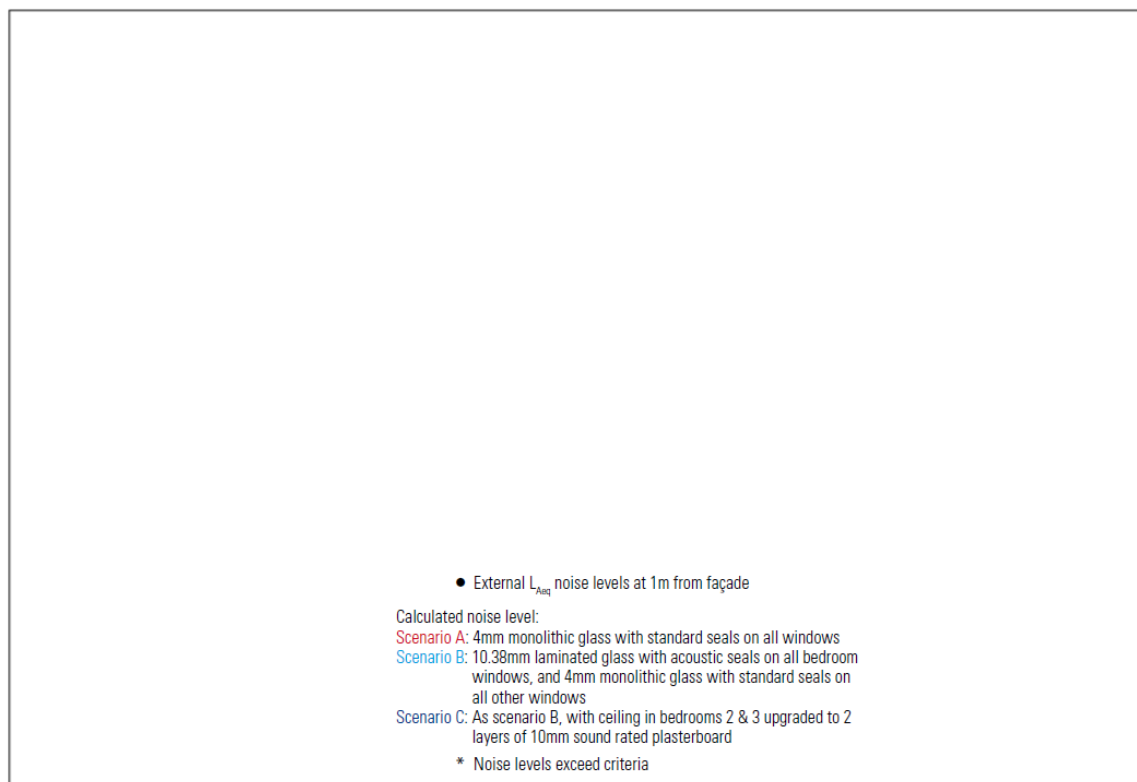 ● External LAeq noise levels at 1m from façade
Calculated noise level:
Scenario A: 4mm monolithic glass with standard seals on all windows
Scenario B: 10.38mm laminated glass with acoustic seals on all bedroom
windows, and 4mm monolithic glass with standard seals on
all other windows
Scenario C: As scenario B, with ceiling in bedrooms 2 & 3 upgraded to 2
layers of 10mm sound rated plasterboard
* Noise levels exceed criteria